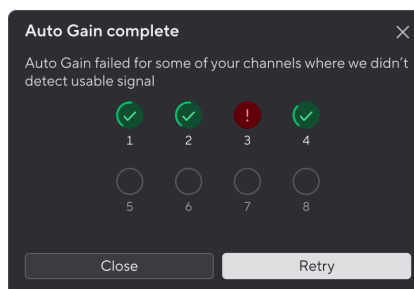 Auto Gain complete
Auto Gain failed for some of your channels where we didn't
detect usable signal
!
1 2 3 4
5 6 7 8
Close Retry